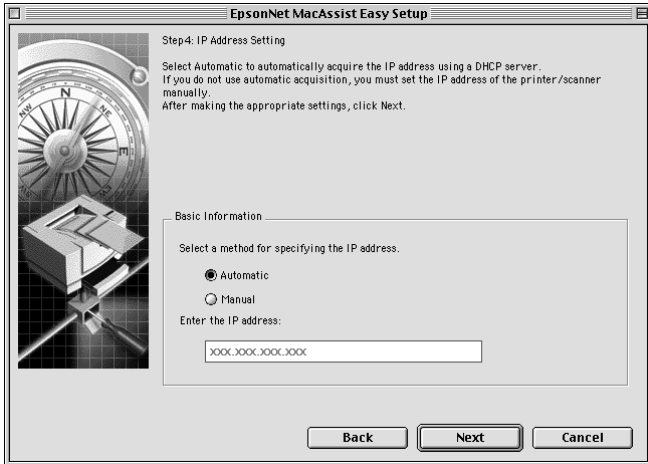 EpsonNet MacAssist Easy Setup
Step4: IP Address Setting
Select Automatic to automatically acquire the IP address using a DHCP server.
If you do not use automatic acquisition, you must set the IP address of the printer/scanner
manually.
After making the appropriate settings, click Next.
N
NE
E
NW
W
SW
Basic Information
Select a method for specifying the IP address.
Automatic
Manual
Enter the IP address:
XXX.XXX.XXX.XXX
Back Next Cancel